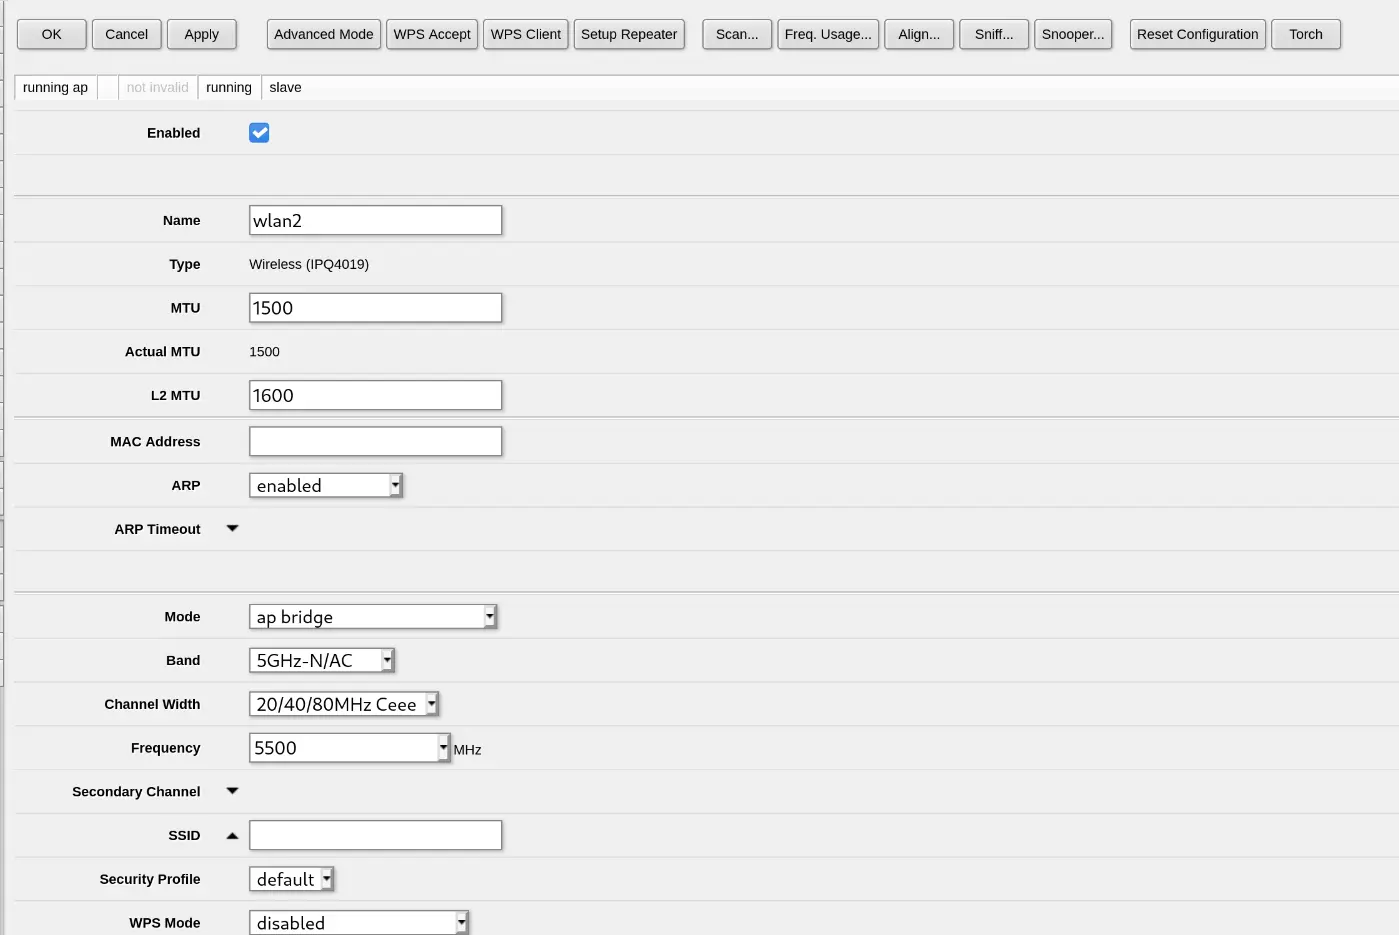 OK Cancel Apply Advanced Mode WPS Accept WPS Client Setup Repeater Scan... Freq. Usage... Align... Sniff... Snooper... Reset Configuration Torch
running ap not invalid running slave
Enabled
Name wlan2
Type Wireless (IPQ4019)
MTU 1500
Actual MTU 1500
L2 MTU 1600
MAC Address
ARP enabled
ARP Timeout
Mode ap bridge
Band 5GHz-N/AC
Channel Width 20/40/80MHz Ceee
Frequency 5500 MHz
Secondary Channel
SSID
Security Profile default
WPS Mode disabled